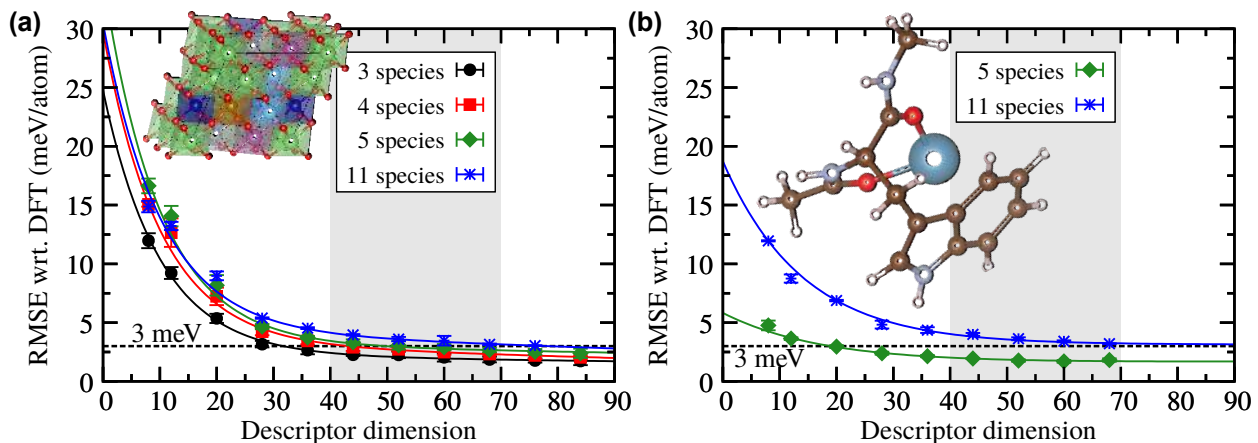 (a)
RMSE wrt. DFT (meV/atom)
30
25
20
15
10
5
0
3 meV
3 species
4 species
5 species
11 species
0 10 20 30 40 50 60 70 80 90
Descriptor dimension
(b)
RMSE wrt. DFT (meV/atom)
30
25
20
15
10
5
0
3 meV
5 species
11 species
0 10 20 30 40 50 60 70 80 90
Descriptor dimension